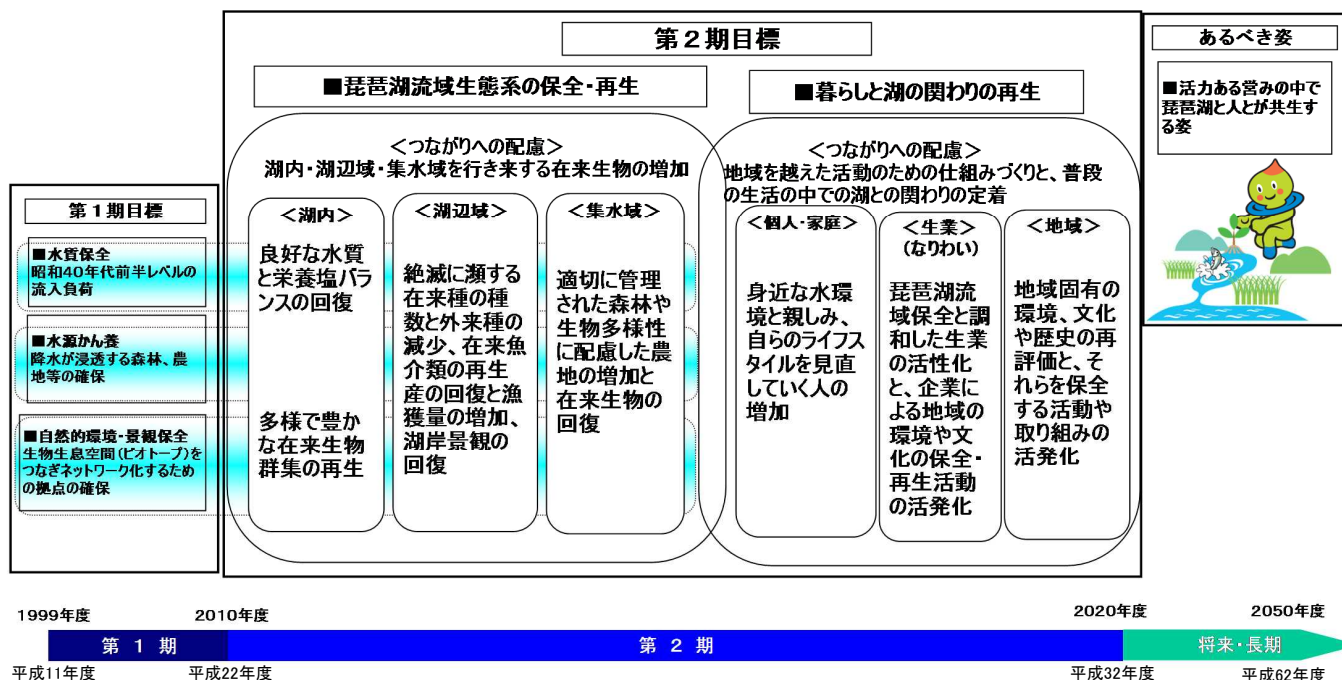 第1期目標
■水質保全
昭和40年代前半レベルの
流入負荷
■水源かん養
降水が浸透する森林、農
地等の確保
■自然的環境・景観保全
生物生息空間(ビオトープ)を
つなぎネットワーク化するため
の拠点の確保
第2期目標
■琵琶湖流域生態系の保全・再生
<つながりへの配慮>
湖内・湖辺域・集水域を行き来する在来生物の増加
<湖内>
良好な水質
と栄養塩バラ
ンスの回復
多様で豊か
な在来生物
群集の再生
<湖辺域>
絶滅に瀕する
在来種の種
数と外来種の
減少、在来魚
介類の再生
産の回復と漁
獲量の増加、
湖岸景観の
回復
<集水域>
適切に管理
された森林や
生物多様性
に配慮した農
地の増加と
在来生物の
回復
■暮らしと湖の関わりの再生
<つながりへの配慮>
地域を越えた活動のための仕組みづくりと、普段
の生活の中での湖との関わりの定着
<個人・家庭>
身近な水環
境と親しみ、
自らのライフス
タイルを見直
していく人の
増加
<生業>
(なりわい)
琵琶湖流
域保全と調
和した生業
の活性化
と、企業に
よる地域の
環境や文
化の保全・
再生活動
の活発化
<地域>
地域固有の
環境、文化
や歴史の再
評価と、そ
れらを保全
する活動や
取り組みの
活発化
あるべき姿
■活力ある営みの中で
琵琶湖と人とが共生す
る姿
1999年度
2010年度
2020年度
2050年度
第 1 期
第 2 期
将来・長期
平成11年度
平成22年度
平成32年度
平成62年度